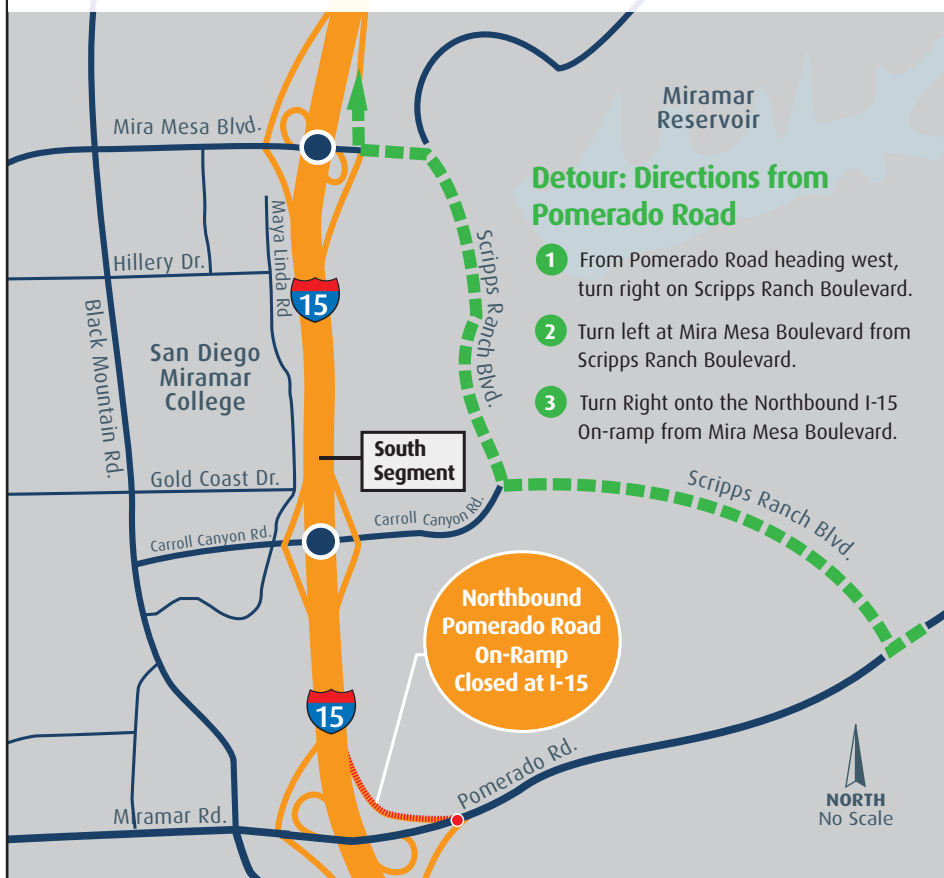 Miramar
Reservoir
Mira Mesa Blvd.
Detour: Directions from
Pomerado Road
1 From Pomerado Road heading west,
turn right on Scripps Ranch Boulevard.
2 Turn left at Mira Mesa Boulevard from
Scripps Ranch Boulevard.
3 Turn Right onto the Northbound I-15
On-ramp from Mira Mesa Boulevard.
Maya Linda Rd
Scripps Ranch Blvd.
Hillery Dr.
15
Black Mountain Rd.
San Diego
Miramar
College
South
Segment
Gold Coast Dr.
Scripps Ranch Blvd.
Carroll Canyon Rd.
Carroll Canyon Rd.
Northbound
Pomerado Road
On-Ramp
Closed at I-15
15
Pomerado Rd.
Miramar Rd.
NORTH
No Scale